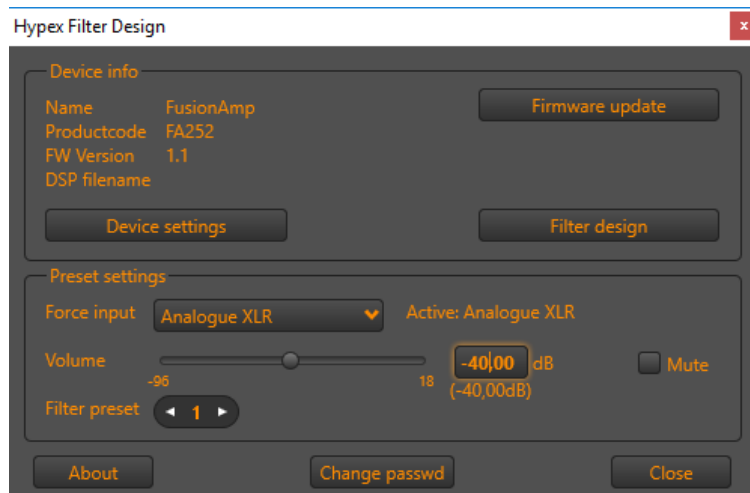 Hypex Filter Design
x
Device info
Name FusionAmp
Firmware update
Productcode FA252
FW Version 1.1
DSP filename
Device settings
Filter design
Preset settings
Force input Analogue XLR Active: Analogue XLR
Volume -40,00 dB Mute
-96 18 (-40,00dB)
Filter preset 1
About Change passwd Close